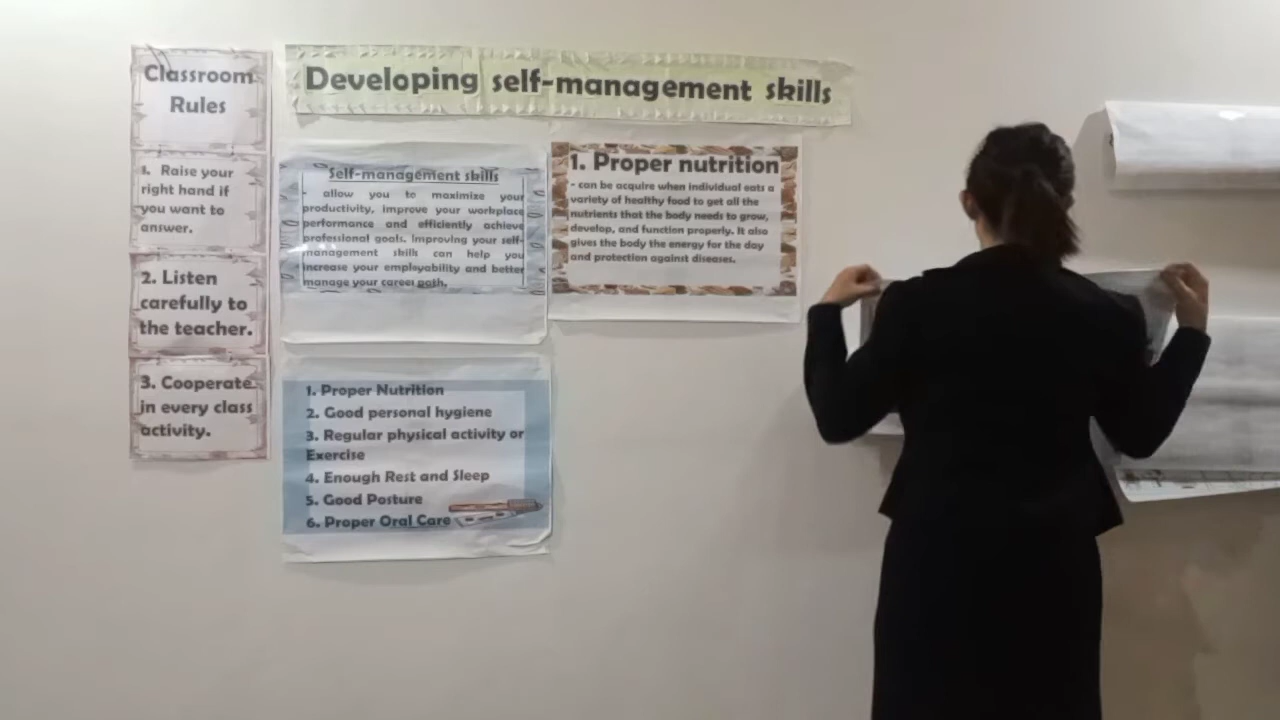 Classroom
Rules
1. Raise your
right hand if
you want to
answer.
2. Listen
carefully to
the teacher.
3. Cooperate
in every class
activity.
Developing self-management skills
Self-management skills
- allow you to maximize your
productivity, improve your workplace
performance and efficiently achieve
professional goals. Improving your self-
management skills can help you
increase your employability and better
manage your career path.
1. Proper nutrition
- can be acquire when individual eats a
variety of healthy food to get all the
nutrients that the body needs to grow,
develop, and function properly. It also
gives the body the energy for the day
and protection against diseases.
1. Proper Nutrition
2. Good personal hygiene
3. Regular physical activity or
Exercise
4. Enough Rest and Sleep
5. Good Posture
6. Proper Oral Care